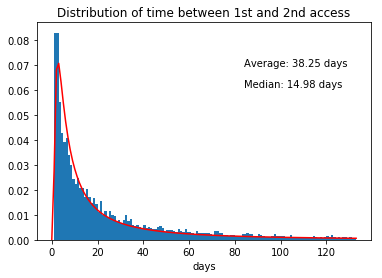 Distribution of time between 1st and 2nd access
0.08
Average: 38.25 days
0.07
Median: 14.98 days
0.06
0.05
0.04
0.03
0.02
0.01
0.00
0 20 40 60 80 100 120
days